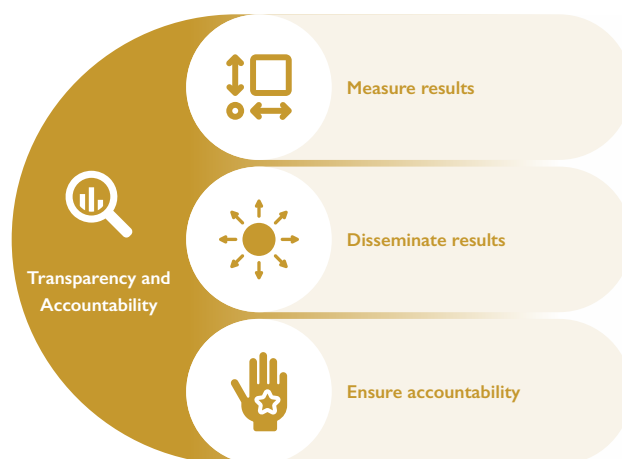 Measure results
Disseminate results
Transparency and
Accountability
Ensure accountability